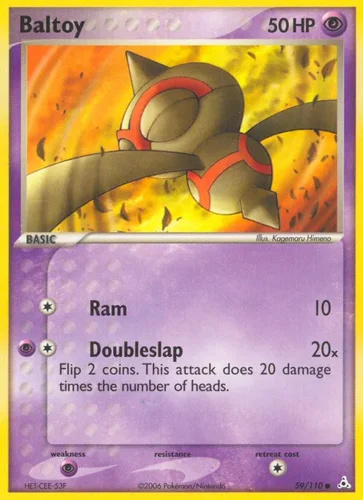 Baltoy 50 HP
BASIC
Illus. Kagemaru Himeno
Ram 10
Doubleslap 20x
Flip 2 coins. This attack does 20 damage
times the number of heads.
weakness resistance retreat cost
HET-CEE-53F ©2006 Pokémon/Nintendo 59/110